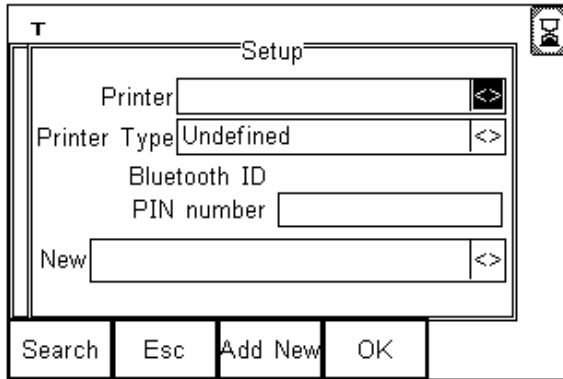 T
Setup
Printer <>
Printer Type Undefined <>
Bluetooth ID
PIN number
New <>
Search Esc Add New OK